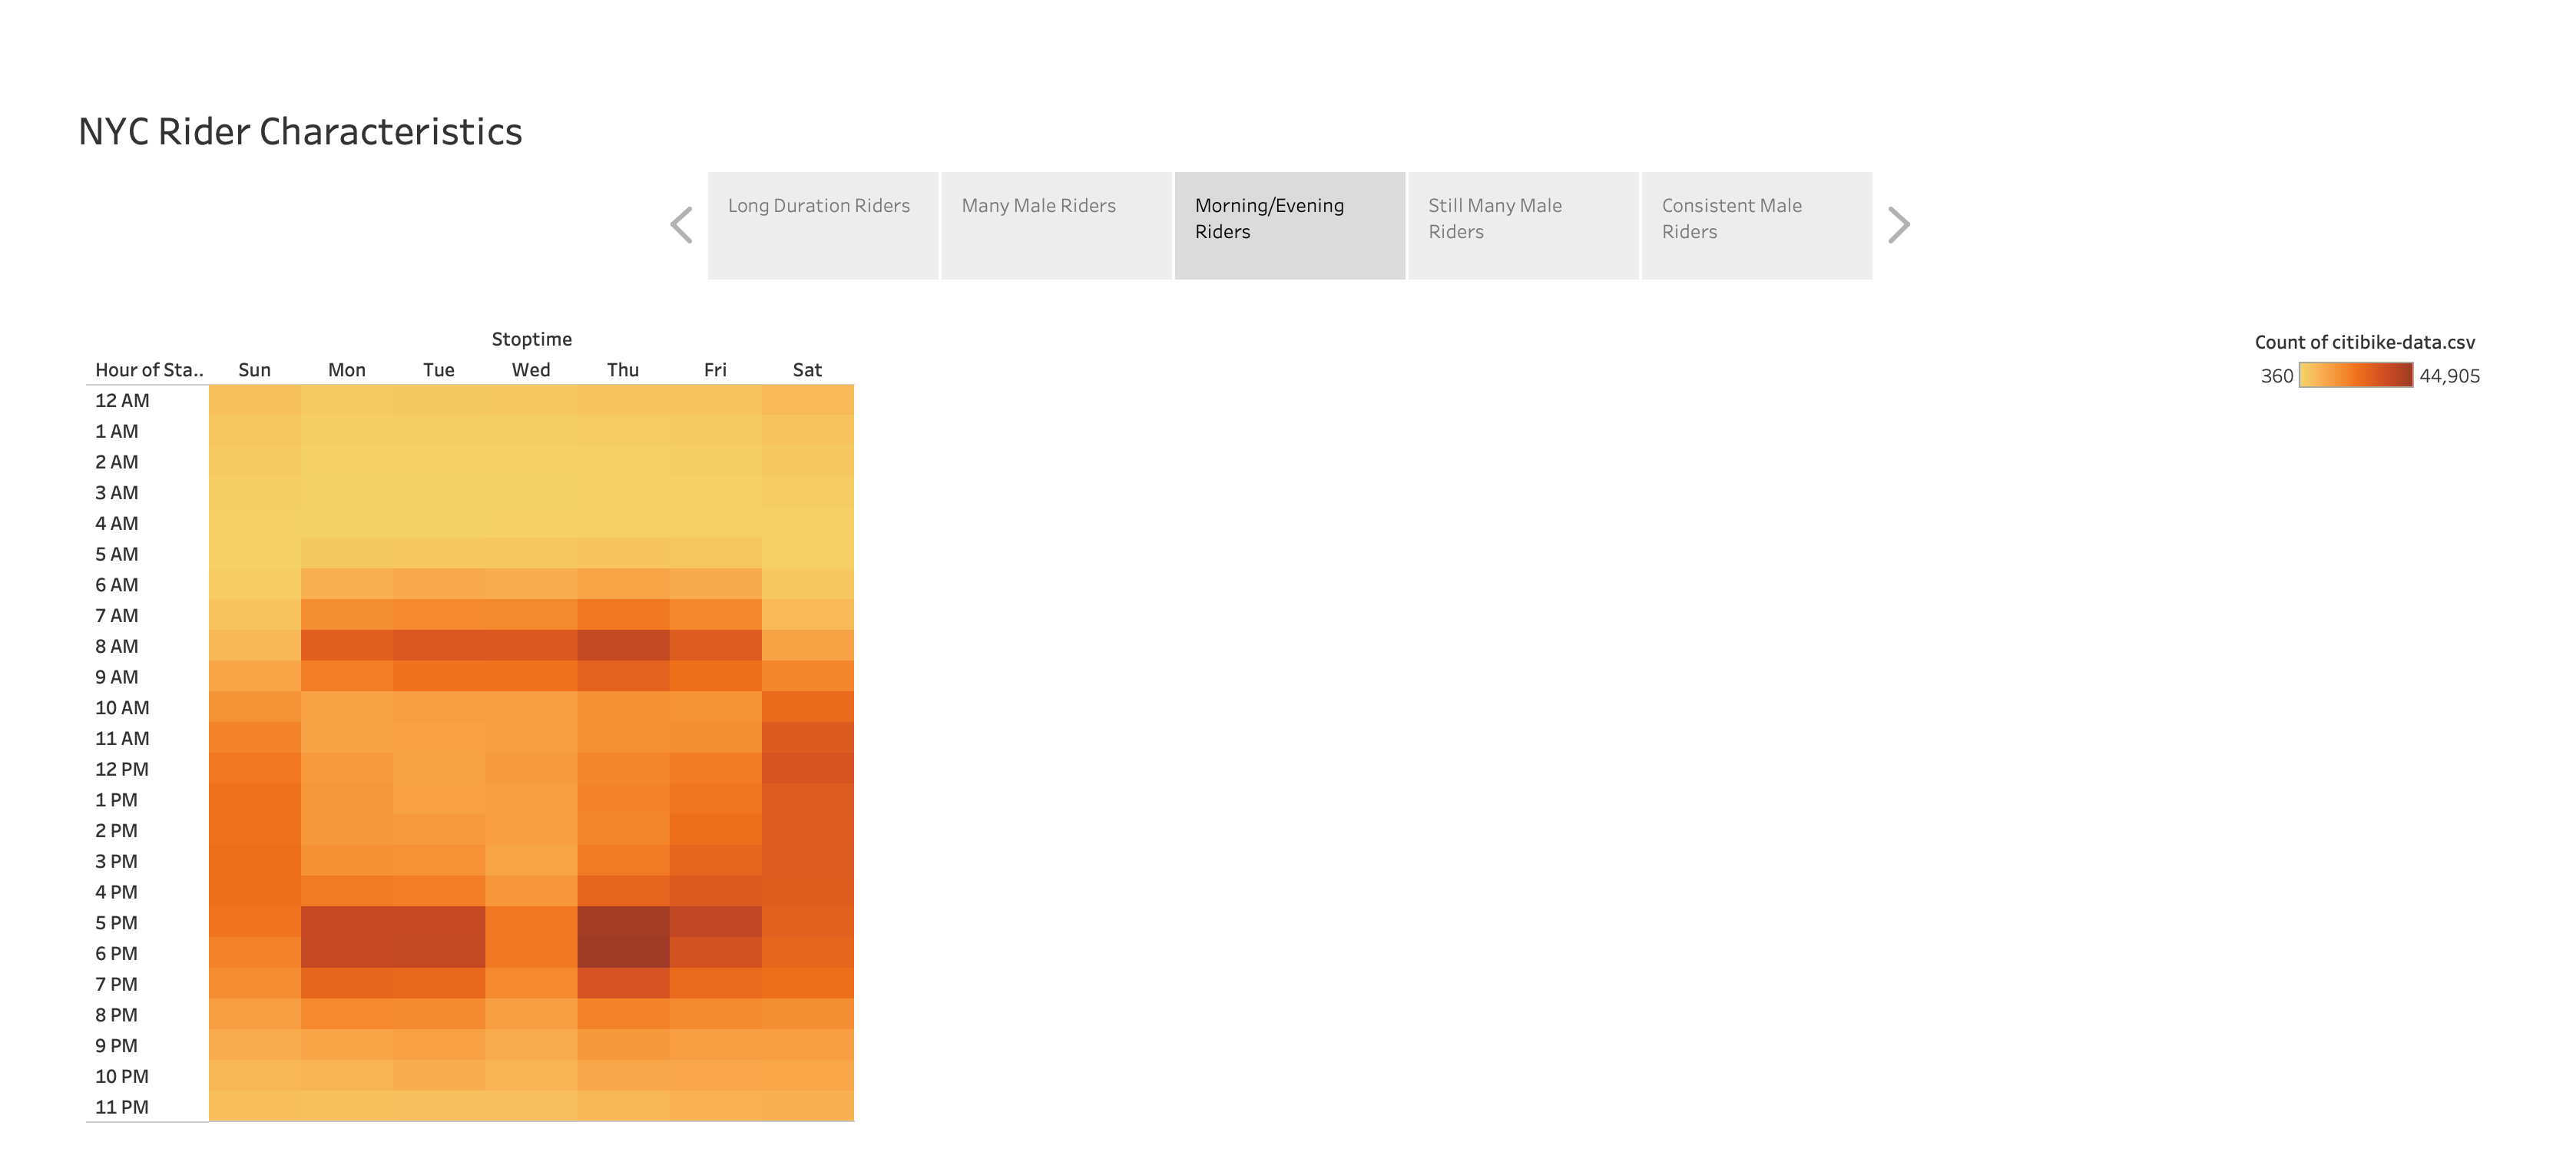 NYC Rider Characteristics
Long Duration Riders
Many Male Riders
Morning/Evening
Riders
Still Many Male
Riders
Consistent Male
Riders
Stoptime
Hour of Sta.. Sun Mon Tue Wed Thu Fri Sat
12 AM
1 AM
2 AM
3 AM
4 AM
5 AM
6 AM
7 AM
8 AM
9 AM
10 AM
11 AM
12 PM
1 PM
2 PM
3 PM
4 PM
5 PM
6 PM
7 PM
8 PM
9 PM
10 PM
11 PM
Count of citibike-data.csv
360 44,905